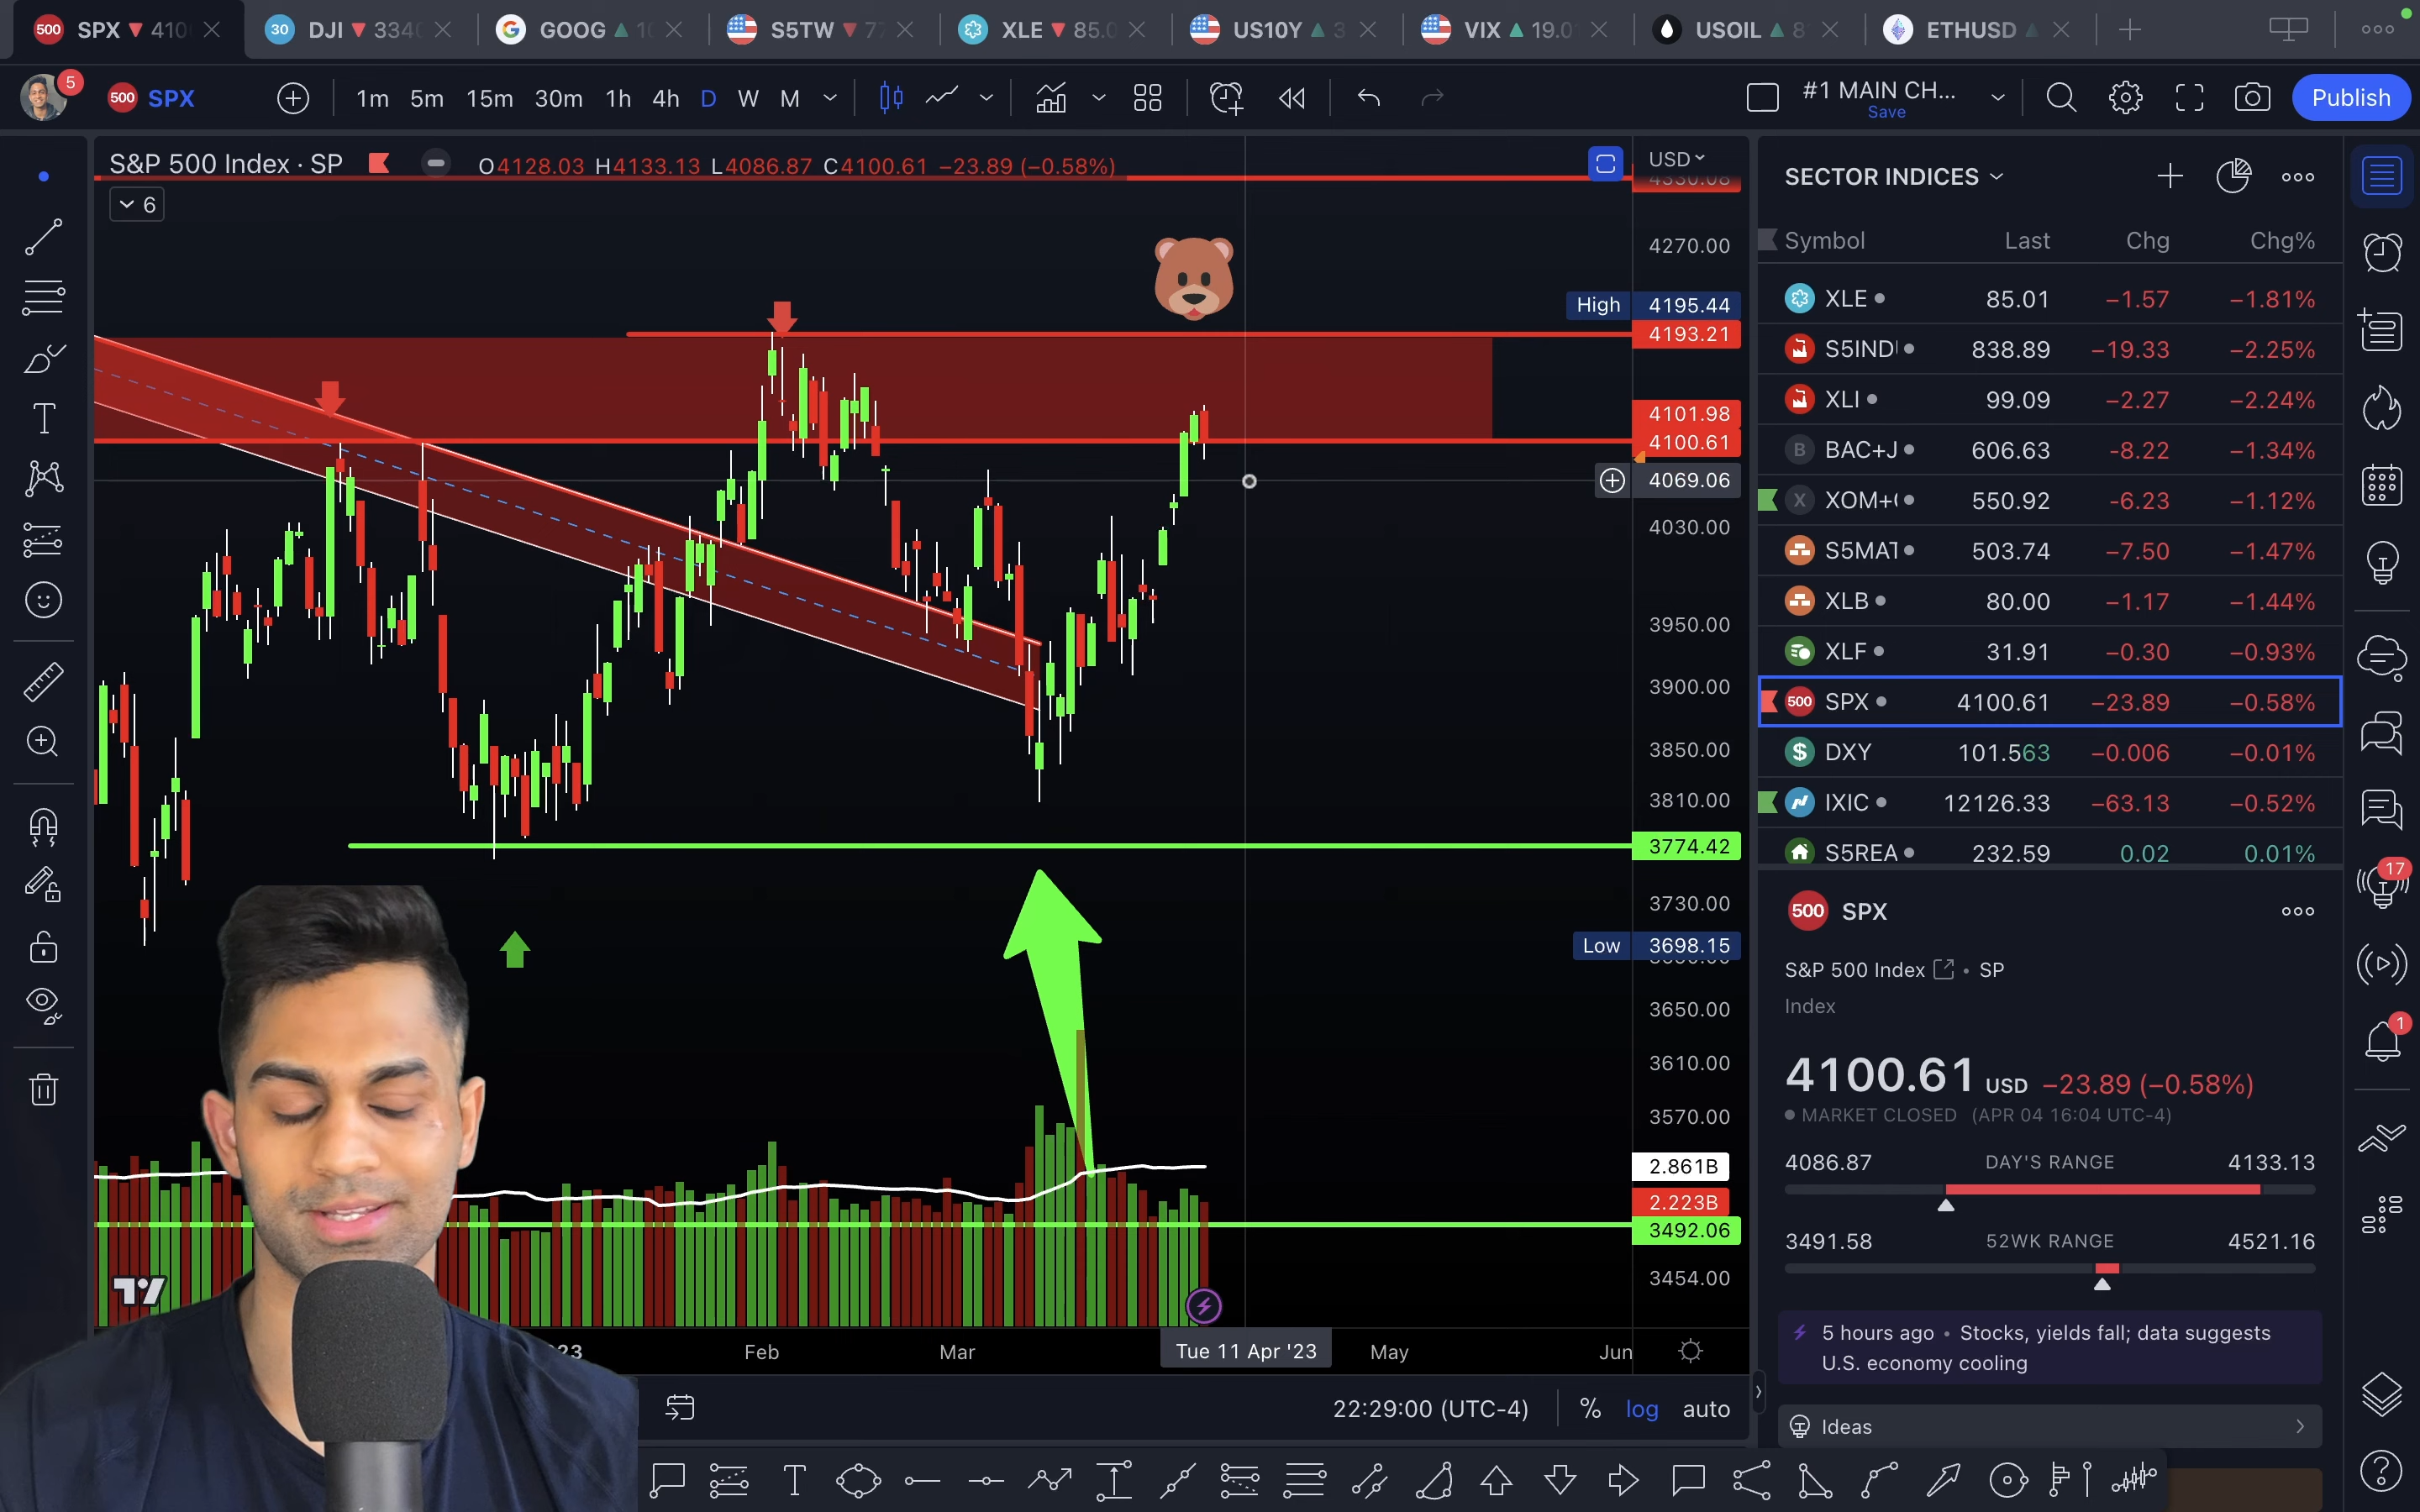 500 SPX 410
30 DJI 334
GOOG 10
S5TW 77
XLE 85.0
US10Y 3
VIX 19.0
USOIL 8
ETHUSD
5
500 SPX
1m 5m 15m 30m 1h 4h D W M
#1 MAIN CH...
Save
Publish
S&P 500 Index · SP
O4128.03 H4133.13 L4086.87 C4100.61 −23.89 (−0.58%)
6
USD
4330.08
4270.00
High 4195.44
4193.21
4101.98
4100.61
4069.06
4030.00
3950.00
3900.00
3850.00
3810.00
3774.42
3730.00
Low 3698.15
3650.00
3610.00
3570.00
2.861B
2.223B
3492.06
3454.00
23 Feb Mar Tue 11 Apr '23 May Jun
22:29:00 (UTC-4) % log auto
SECTOR INDICES
Symbol Last Chg Chg%
XLE 85.01 −1.57 −1.81%
S5IND 838.89 −19.33 −2.25%
XLI 99.09 −2.27 −2.24%
B BAC+J 606.63 -8.22 −1.34%
X XOM+ 550.92 -6.23 −1.12%
S5MAT 503.74 −7.50 −1.47%
XLB 80.00 −1.17 −1.44%
XLF 31.91 −0.30 −0.93%
500 SPX 4100.61 −23.89 −0.58%
$ DXY 101.563 −0.006 −0.01%
IXIC 12126.33 −63.13 −0.52%
S5REA 232.59 0.02 0.01%
500 SPX
S&P 500 Index • SP
Index
4100.61 USD −23.89 (−0.58%)
MARKET CLOSED (APR 04 16:04 UTC-4)
4086.87 DAY'S RANGE 4133.13
3491.58 52WK RANGE 4521.16
5 hours ago • Stocks, yields fall; data suggests
U.S. economy cooling
Ideas
17
1